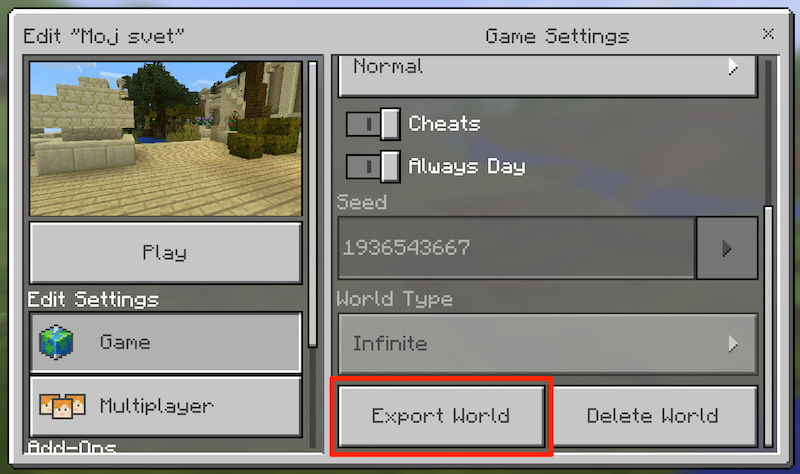 Edit "Moj svet"
Game Settings
Play
Edit Settings
Game
Multiplayer
Add-Ons
Normal
Cheats
Always Day
Seed
1936543667
World Type
Infinite
Export World
Delete World